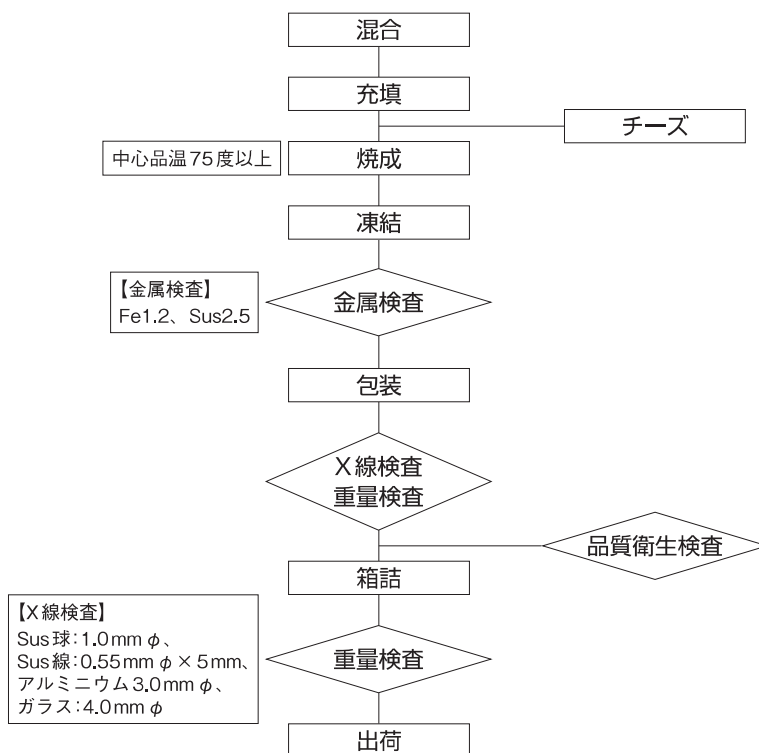 混合
充填
チーズ
中心品温75度以上
焼成
凍結
【金属検査】
Fe1.2、Sus2.5
金属検査
包装
X線検査
重量検査
品質衛生検査
箱詰
【X線検査】
Sus球:1.0mmφ、
Sus線:0.55mmφ×5mm、
アルミニウム3.0mmφ、
ガラス:4.0mmφ
重量検査
出荷